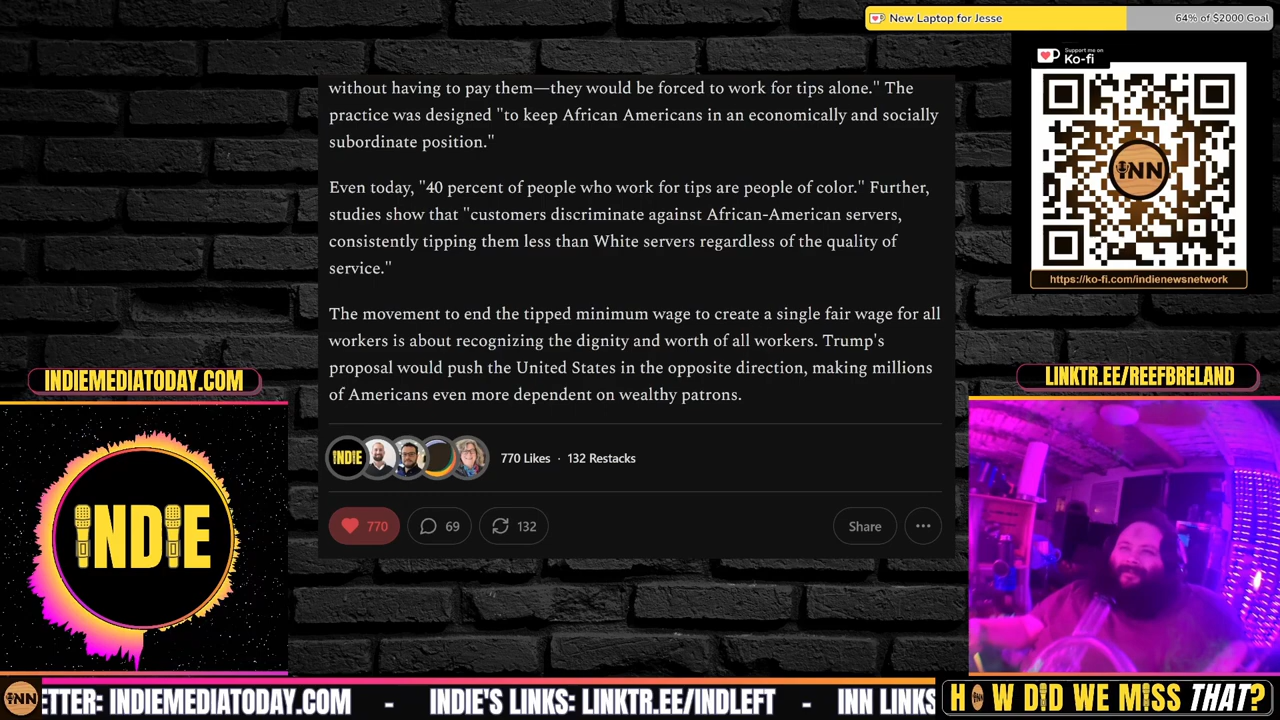 New Laptop for Jesse
64% of $2000 Goal
Support me on
Ko-fi
iNN
https://ko-fi.com/indienewsnetwork
without having to pay them—they would be forced to work for tips alone." The
practice was designed "to keep African Americans in an economically and socially
subordinate position."
Even today, "40 percent of people who work for tips are people of color." Further,
studies show that "customers discriminate against African-American servers,
consistently tipping them less than White servers regardless of the quality of
service."
The movement to end the tipped minimum wage to create a single fair wage for all
workers is about recognizing the dignity and worth of all workers. Trump's
proposal would push the United States in the opposite direction, making millions
of Americans even more dependent on wealthy patrons.
INDIE
770 Likes · 132 Restacks
770
69
132
Share
INDIEMEDIATODAY.COM
INDIE
LINKTR.EE/REEFBRELAND
INN
ETTER: INDIEMEDIATODAY.COM - INDIE'S LINKS: LINKTR.EE/INDLEFT - INN LINKS
HOW DID WE MISS THAT?